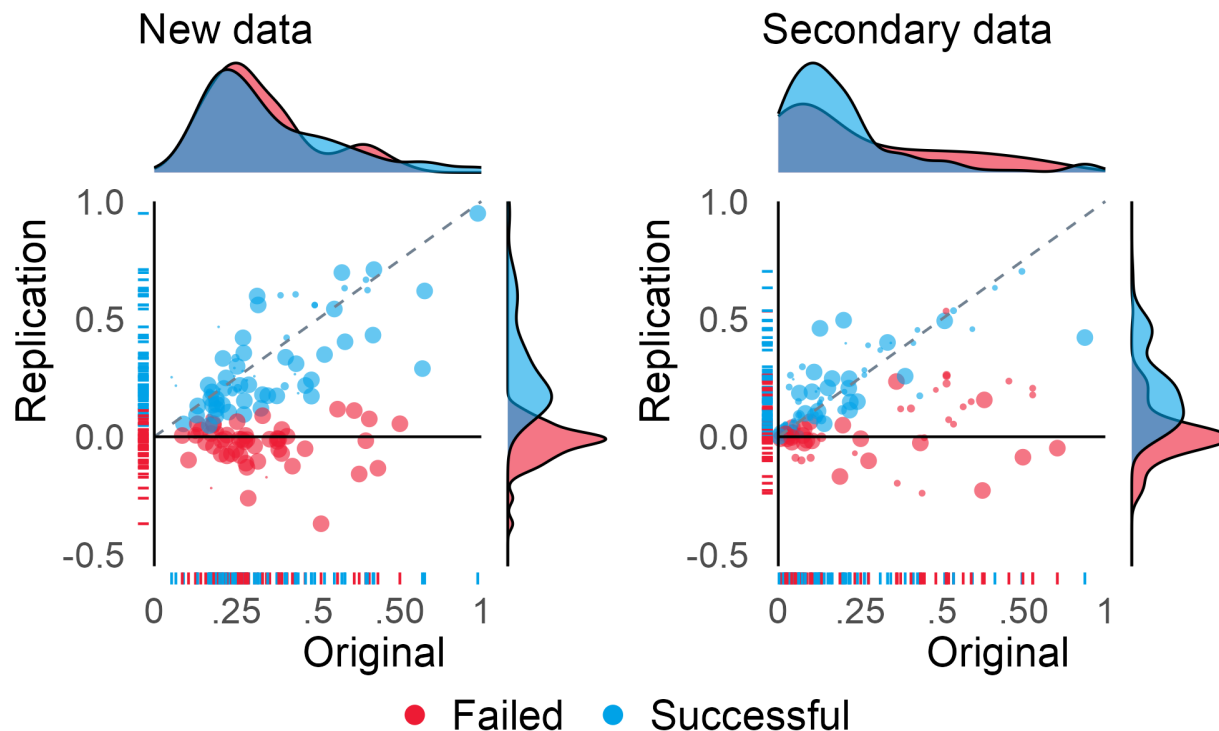 New data
Secondary data
1.0
0.5
0.0
-0.5
Replication
0
.25
.5
.50
1
Original
1.0
0.5
0.0
-0.5
Replication
0
.25
.5
.50
1
Original
Failed
Successful